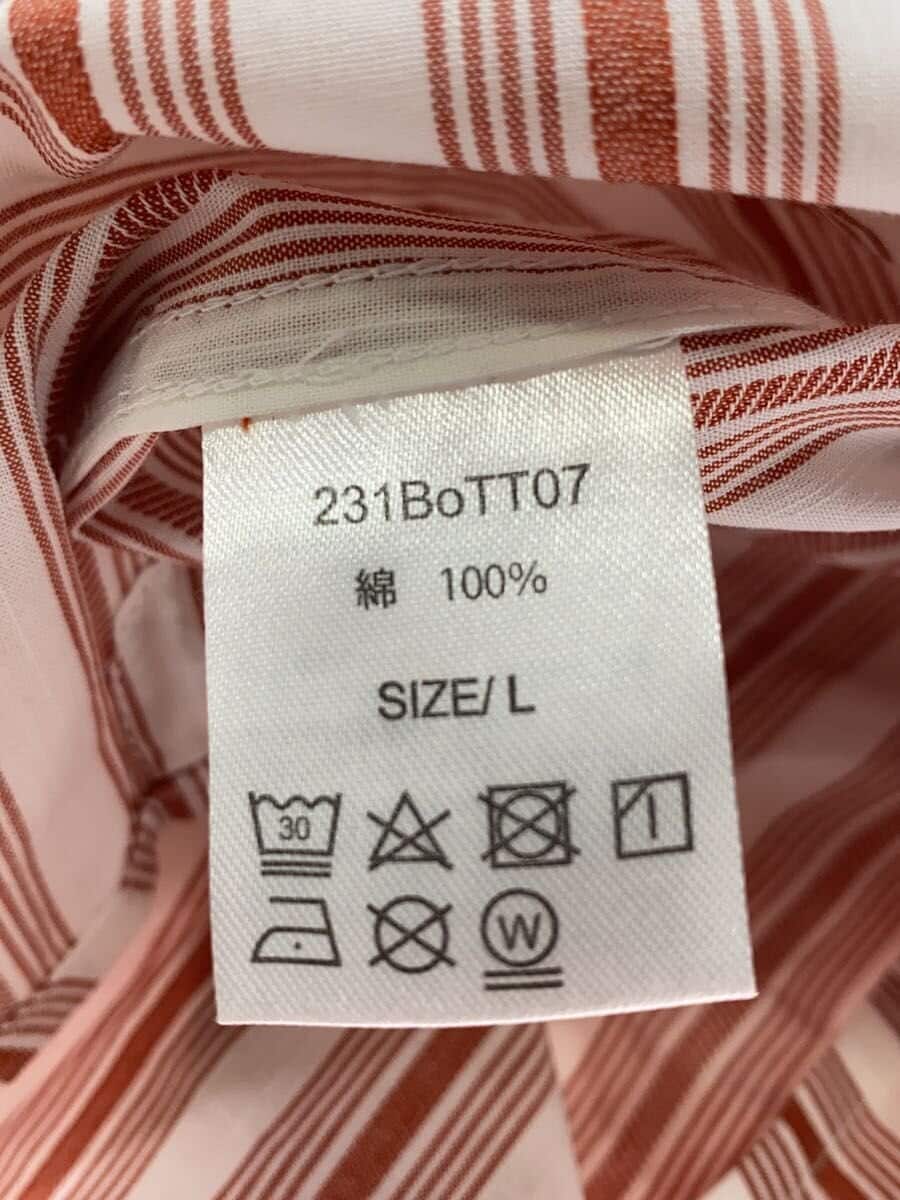 231BoTT07
綿 100%
SIZE/ L
30
W